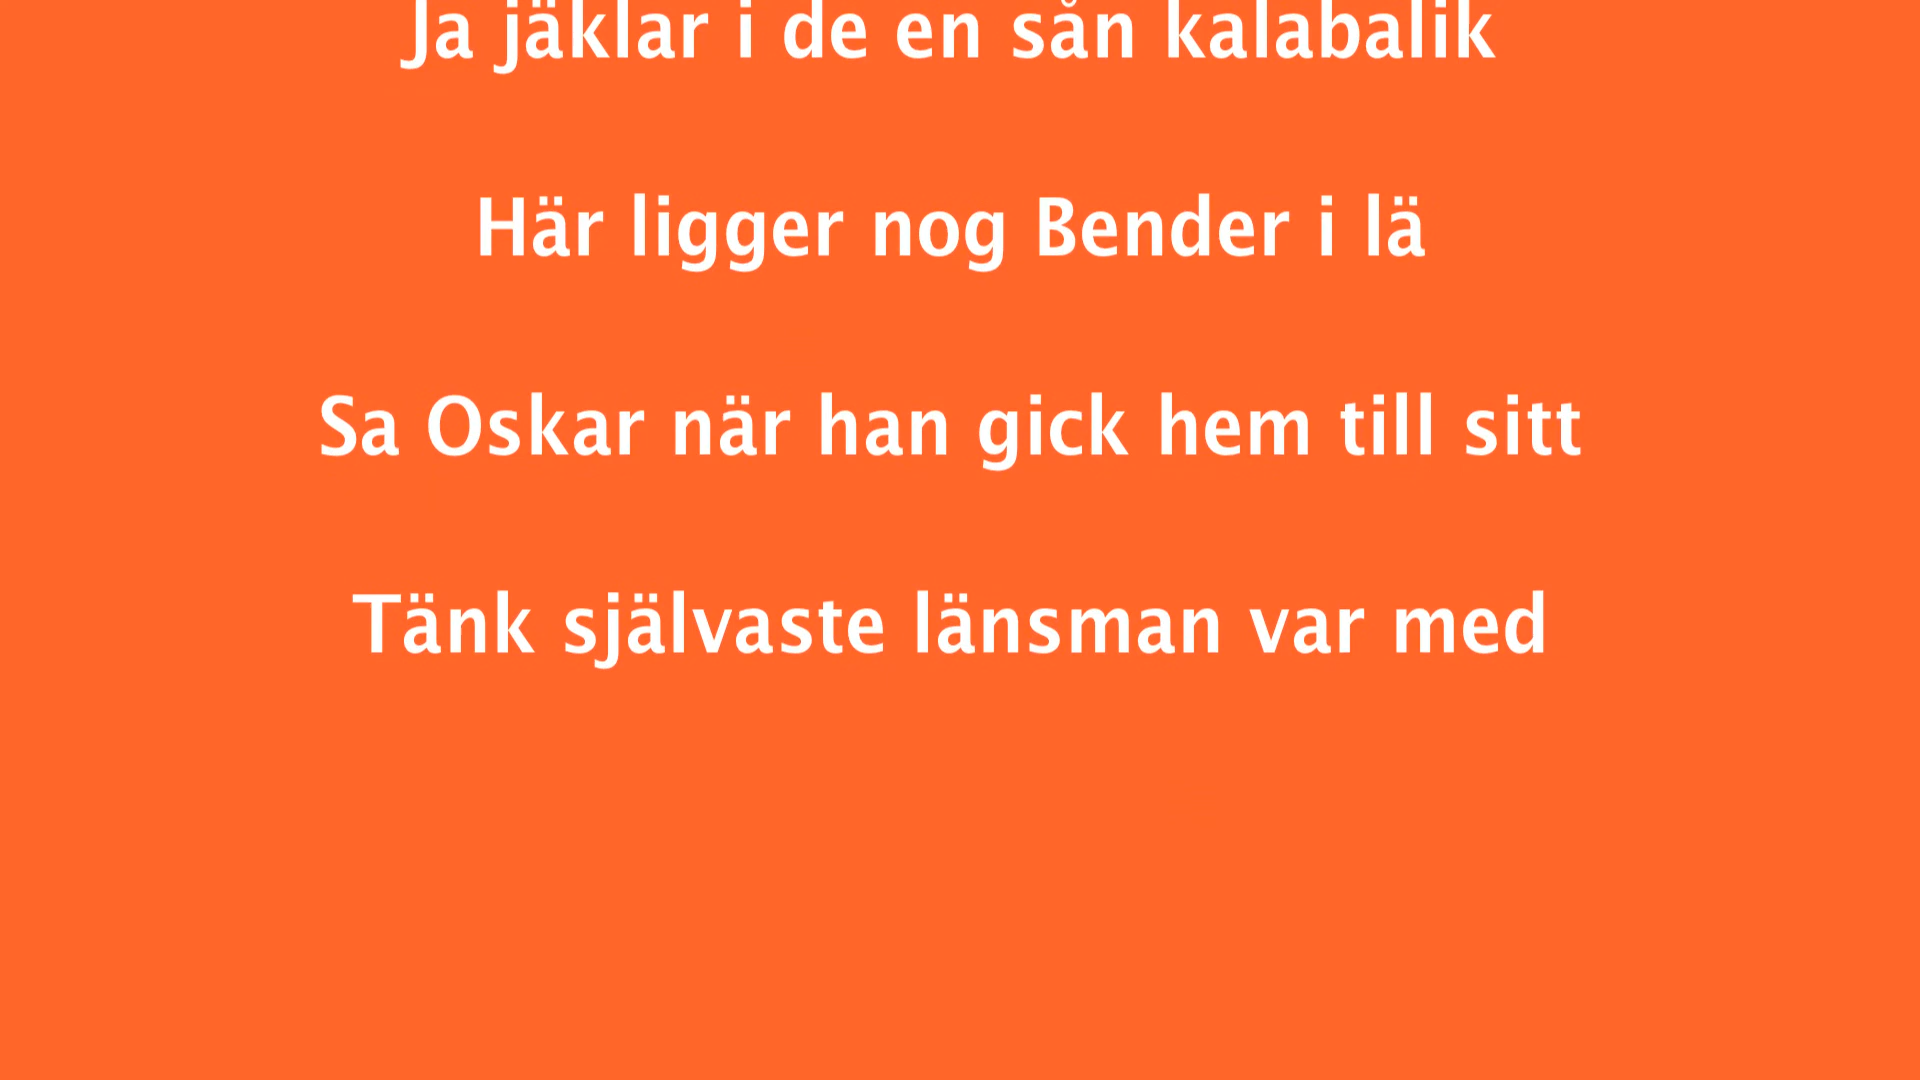 Ja jäklar i de en sån kalabalik
Här ligger nog Bender i lä
Sa Oskar när han gick hem till sitt
Tänk självaste länsman var med